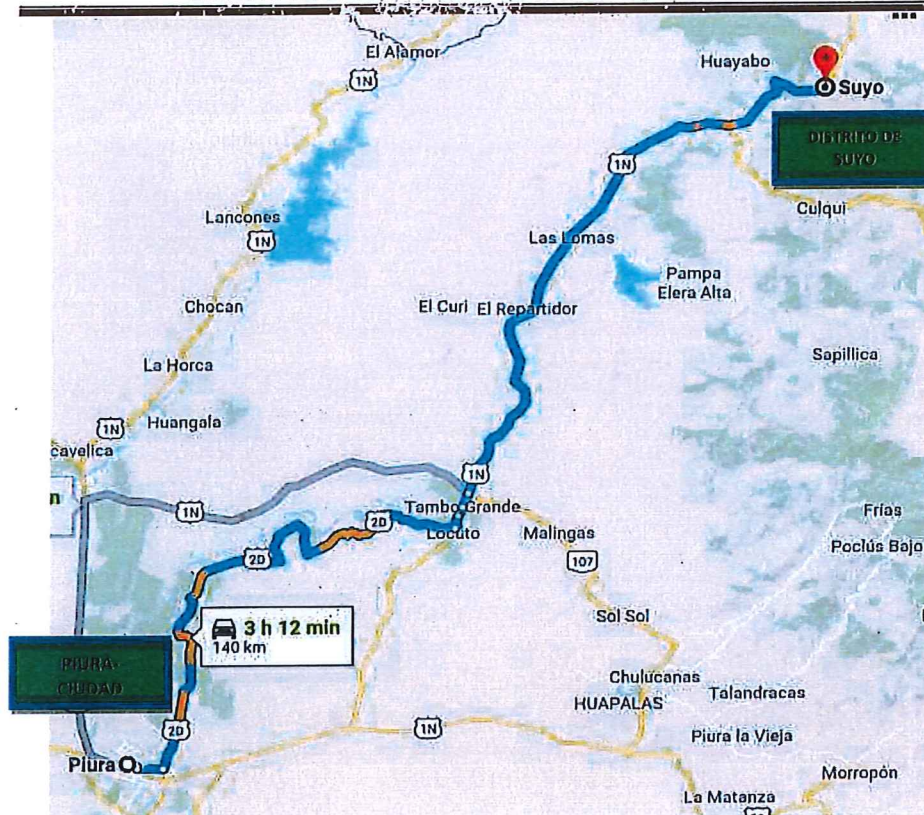 El Alamor
1N
Huayabo
Suyo
DISTRITO DE
SUYO
1N
Culqui
Lancones
1N
Las Lomas
Pampa
Elera Alta
El Curi
El Repartidor
Chocan
Sapillica
La Horca
Huangala
1N
cavelica
1N
n
1N
Tambo Grande
2D
Locuto
Malingas
Frías
Poclús Bajo
2D
107
3 h 12 min
140 km
Sol Sol
PIURA-
CIUDAD
Chulucanas
HUAPALAS
Talandracas
2D
1N
Piura la Vieja
Piura
Morropón
La Matanza